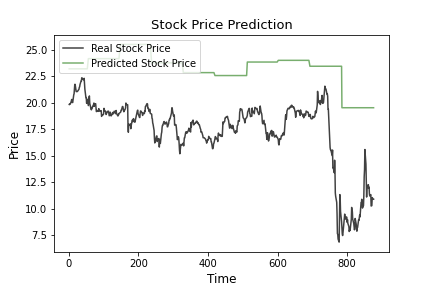 Stock Price Prediction
Real Stock Price
Predicted Stock Price
Price
25.0
22.5
20.0
17.5
15.0
12.5
10.0
7.5
0 200 400 600 800
Time